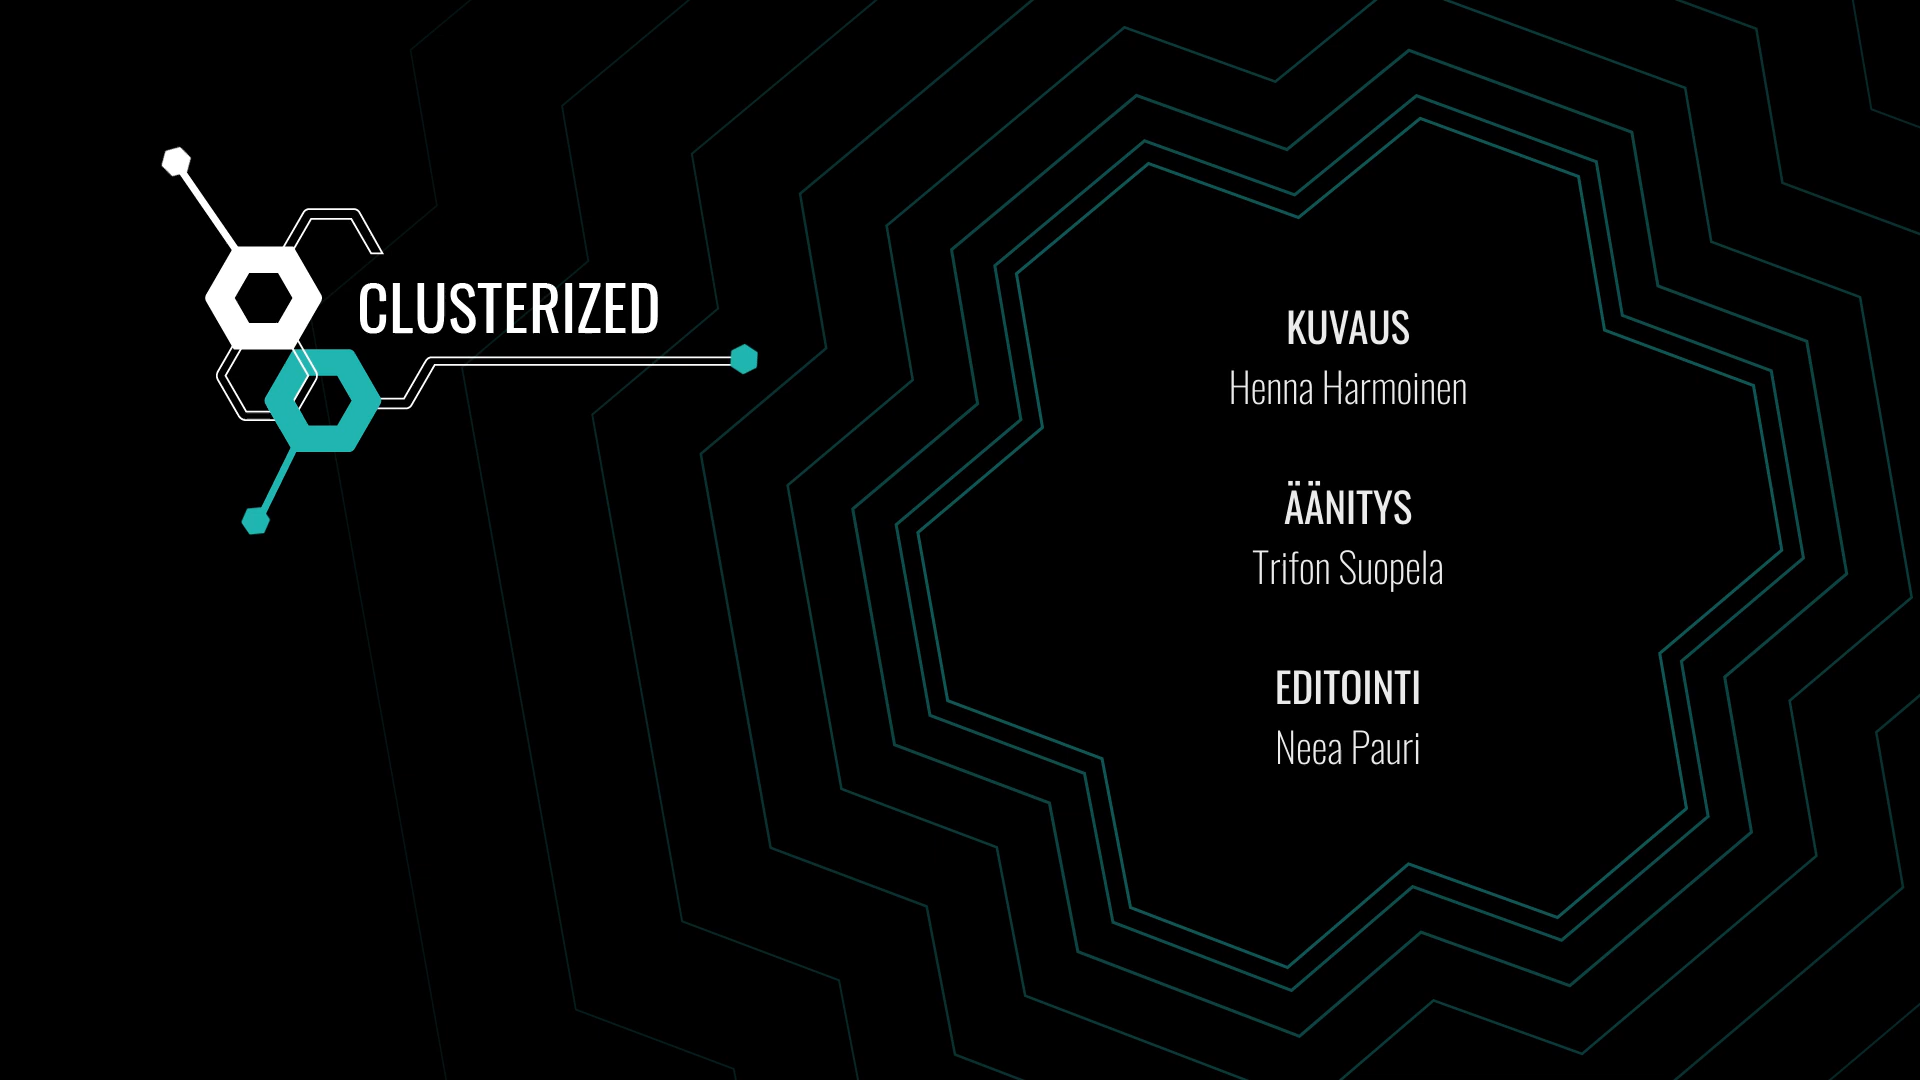 CLUSTERIZED
KUVAUS
Henna Harmoinen
ÄÄNITYS
Trifon Suopela
EDITOINTI
Neea Pauri